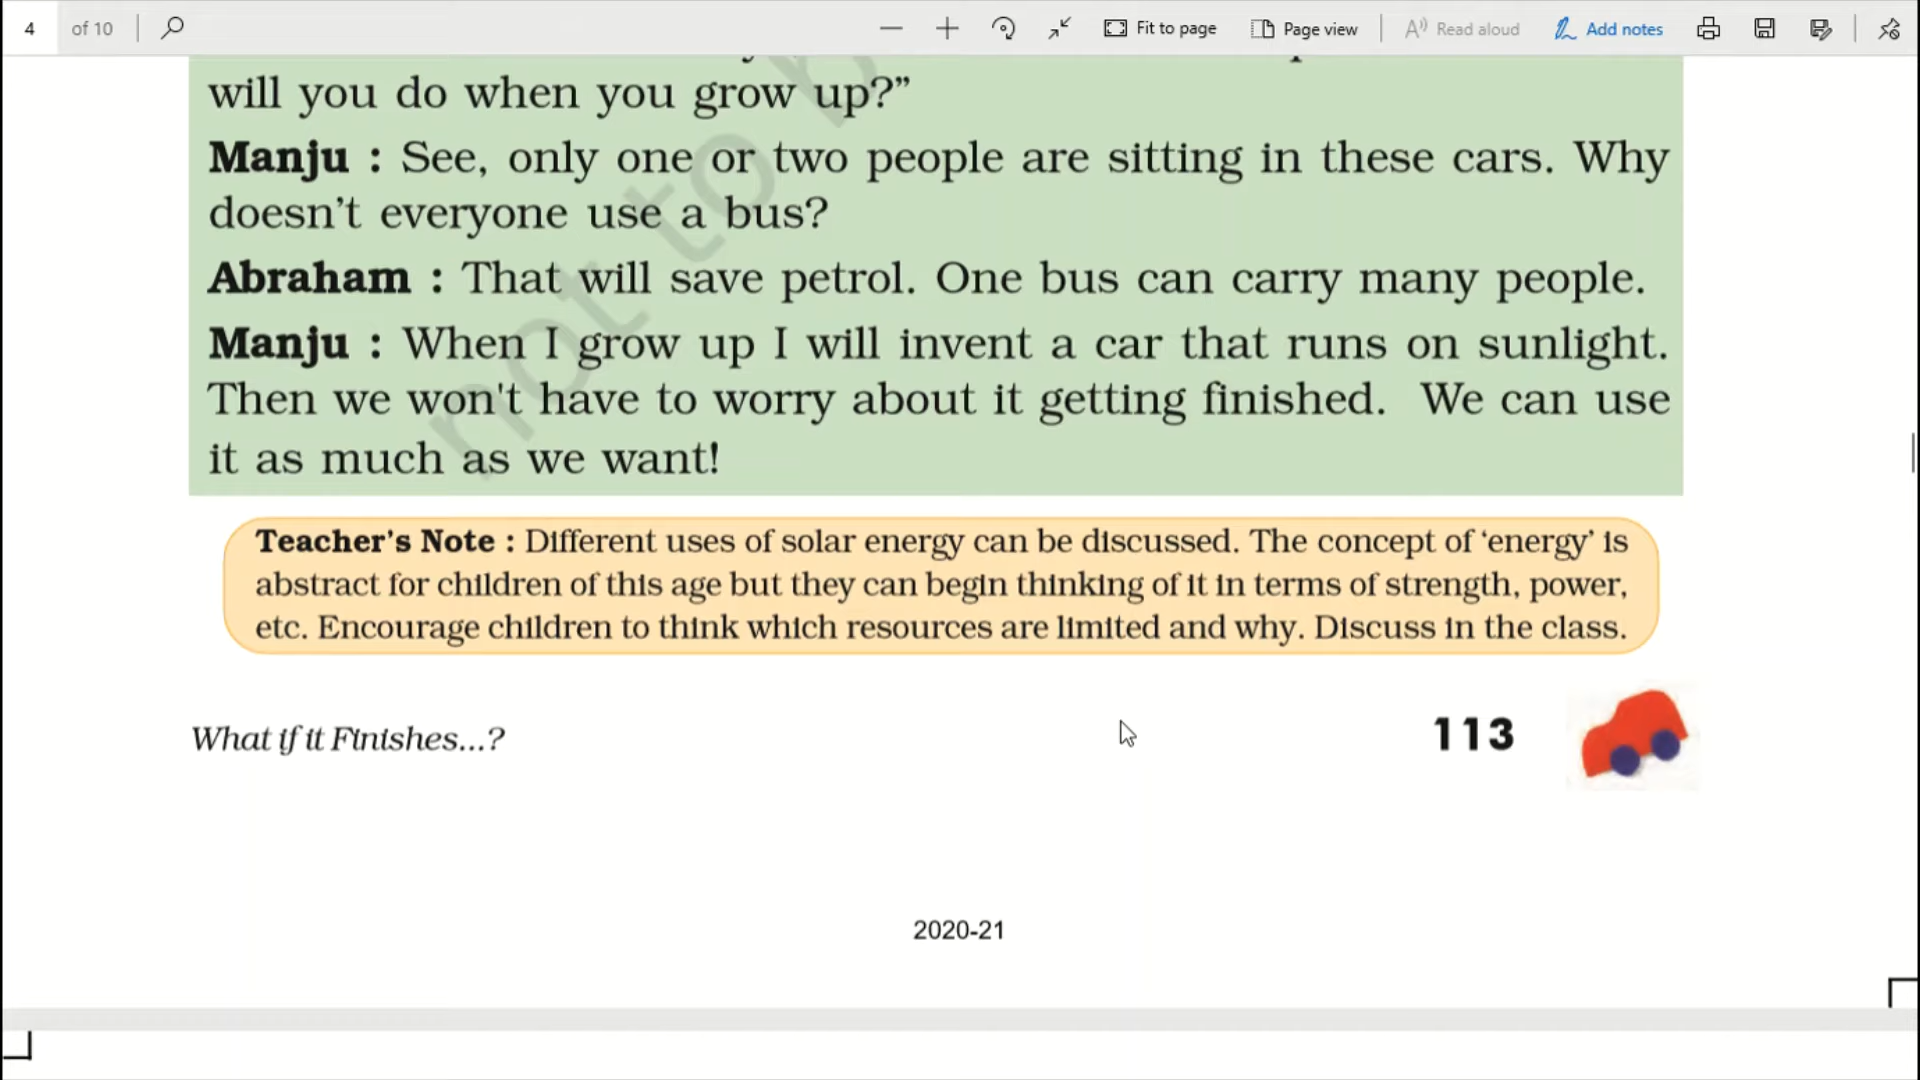 4 of 10 Fit to page Page view Read aloud Add notes
will you do when you grow up?”
Manju : See, only one or two people are sitting in these cars. Why
doesn’t everyone use a bus?
Abraham : That will save petrol. One bus can carry many people.
Manju : When I grow up I will invent a car that runs on sunlight.
Then we won't have to worry about it getting finished. We can use
it as much as we want!
not to b
Teacher’s Note : Different uses of solar energy can be discussed. The concept of ‘energy’ is
abstract for children of this age but they can begin thinking of it in terms of strength, power,
etc. Encourage children to think which resources are limited and why. Discuss in the class.
What if it Finishes...? 113
2020-21